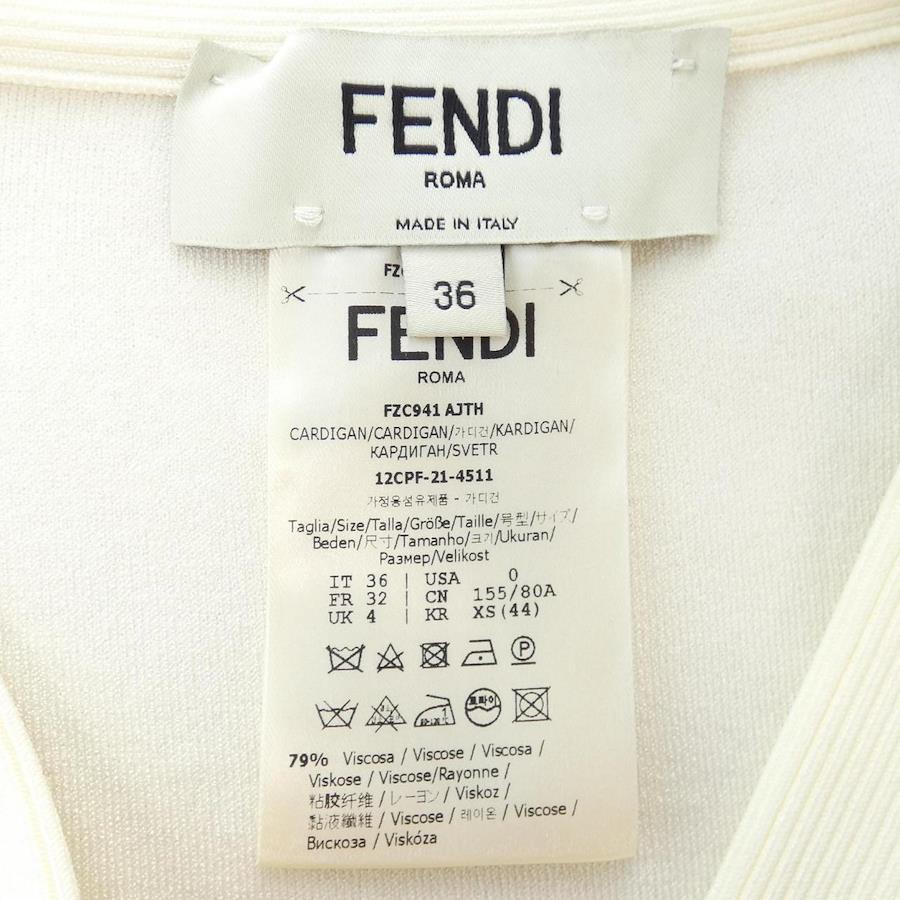 FENDI
ROMA
MADE IN ITALY
36
FENDI
ROMA
FZC941 AJTH
CARDIGAN/CARDIGAN/가디건/KARDIGAN/
КАРДИГАН/SVETR
12CPF-21-4511
가정용섬유제품 - 가디건
Taglia/Size/Talla/Größe/Taille/号型/サイズ/
Beden/尺寸/Tamanho/크기/Ukuran/
Размер/Velikost
IT 36 | USA 0
FR 32 | CN 155/80A
UK 4 | KR XS(44)
P
드라이
79% Viscosa / Viscose / Viscosa /
Viskose / Viscose/Rayonne /
粘胶纤维 / レーヨン / Viskoz /
黏液纖維 / Viscose / 레이온 / Viscose /
Вискоза / Viskóza